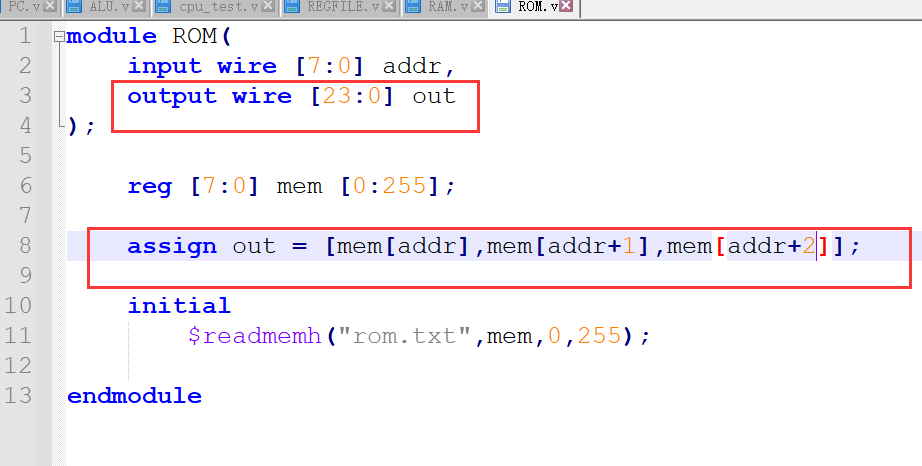 PC.v ALU.v cpu_test.v REGFILE.v RAM.v ROM.v
1 module ROM(
2 input wire [7:0] addr,
3 output wire [23:0] out
4 );
5
6 reg [7:0] mem [0:255];
7
8 assign out = [mem[addr],mem[addr+1],mem[addr+2]];
9
10 initial
11 $readmemh("rom.txt",mem,0,255);
12
13 endmodule